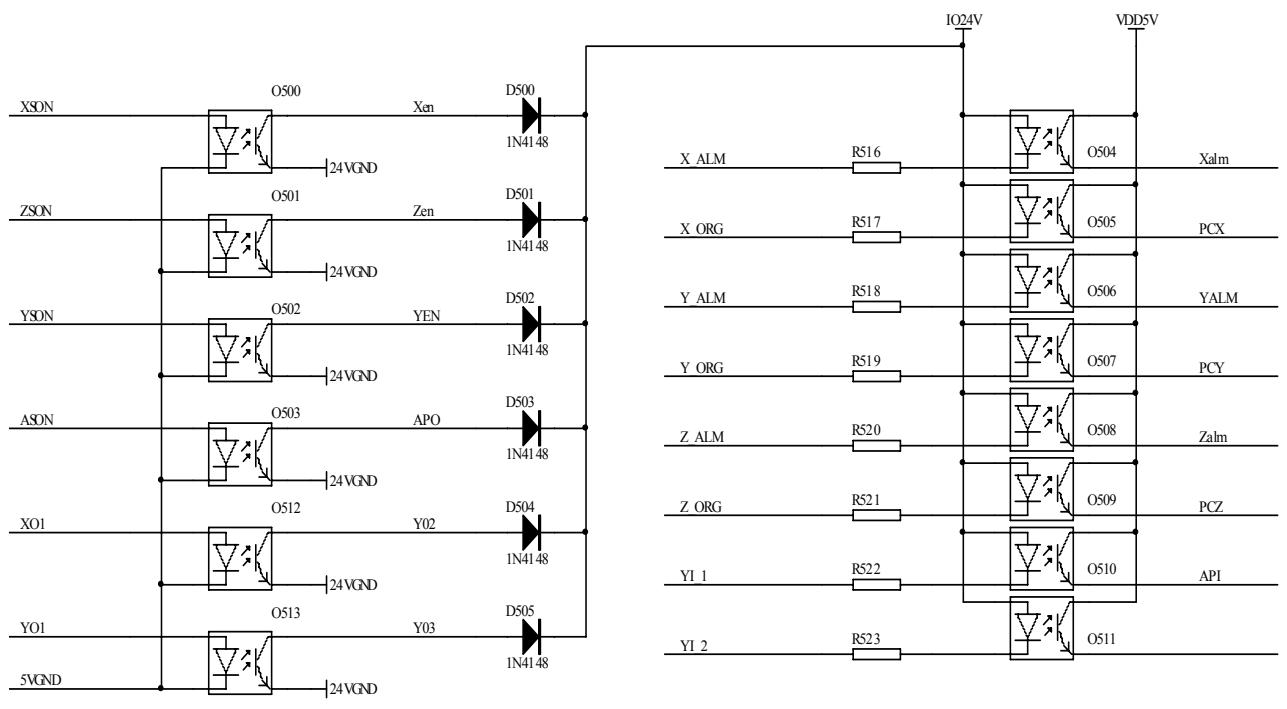 IO24V VDD5V
XSON O500 Xen D500
1N4148
24VGND
ZSON O501 Zen D501
1N4148
24VGND
YSON O502 YEN D502
1N4148
24VGND
ASON O503 APO D503
1N4148
24VGND
XO1 O512 Y02 D504
1N4148
24VGND
YO1 O513 Y03 D505
1N4148
5VGND 24VGND
X_ALM R516 O504 Xalm
X_ORG R517 O505 PCX
Y_ALM R518 O506 YALM
Y_ORG R519 O507 PCY
Z_ALM R520 O508 Zalm
Z_ORG R521 O509 PCZ
YI_1 R522 O510 API
YI_2 R523 O511